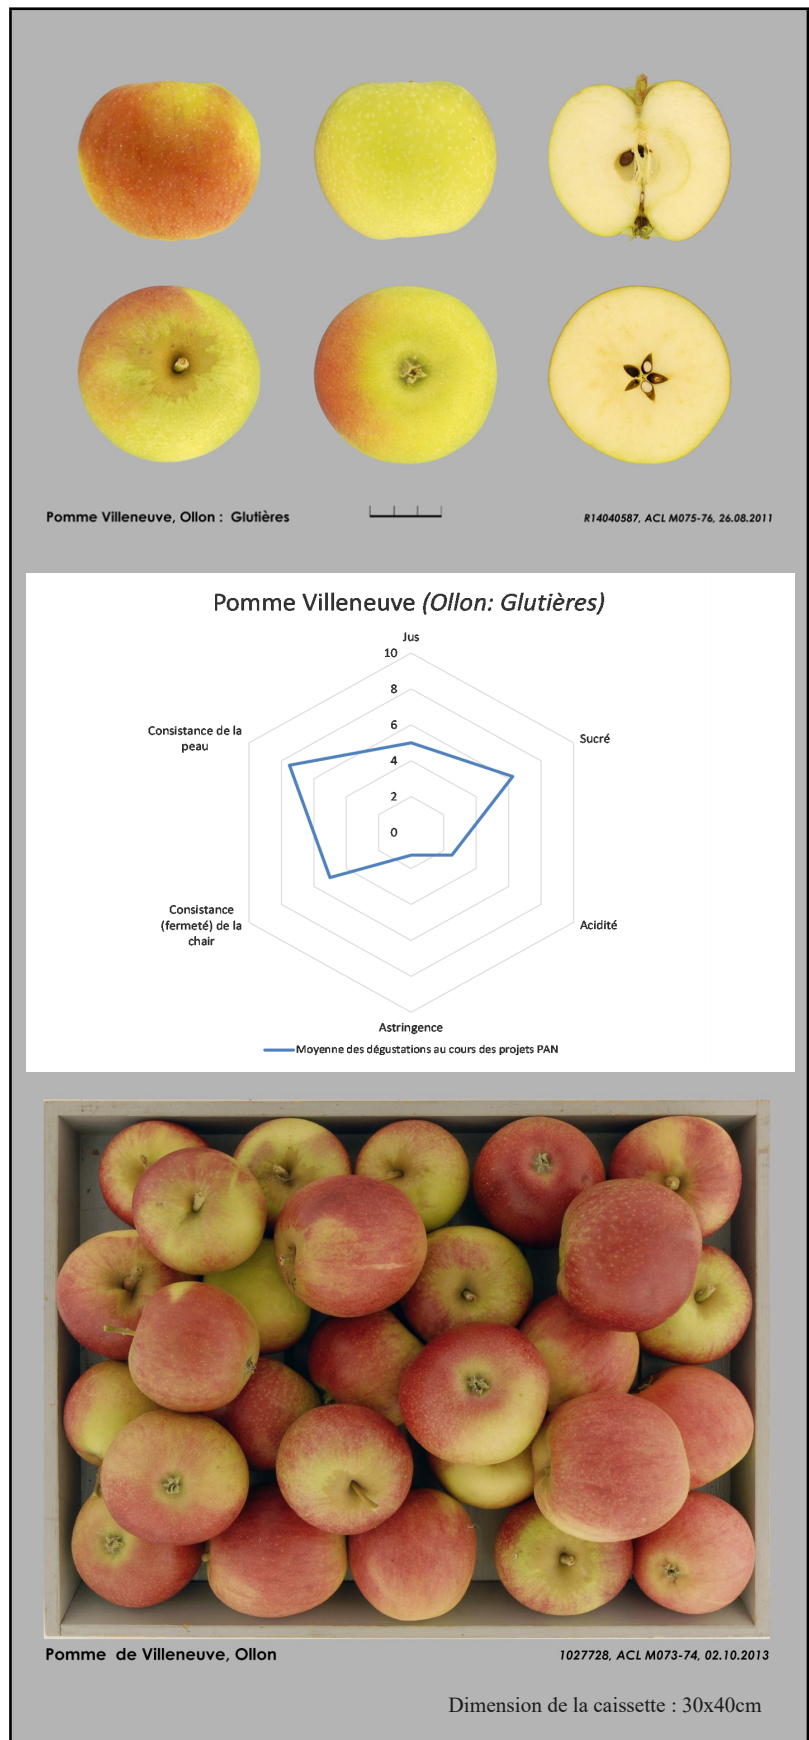 Pomme Villeneuve, Ollon : Glutières
R14040587, ACL M075-76, 26.08.2011
Pomme Villeneuve (Ollon: Glutières)
Jus
10
8
6
4
2
0
Sucré
Acidité
Astringence
Consistance
(fermeté) de la
chair
Consistance de la
peau
Moyenne des dégustations au cours des projets PAN
Pomme de Villeneuve, Ollon
1027728, ACL M073-74, 02.10.2013
Dimension de la caissette : 30x40cm